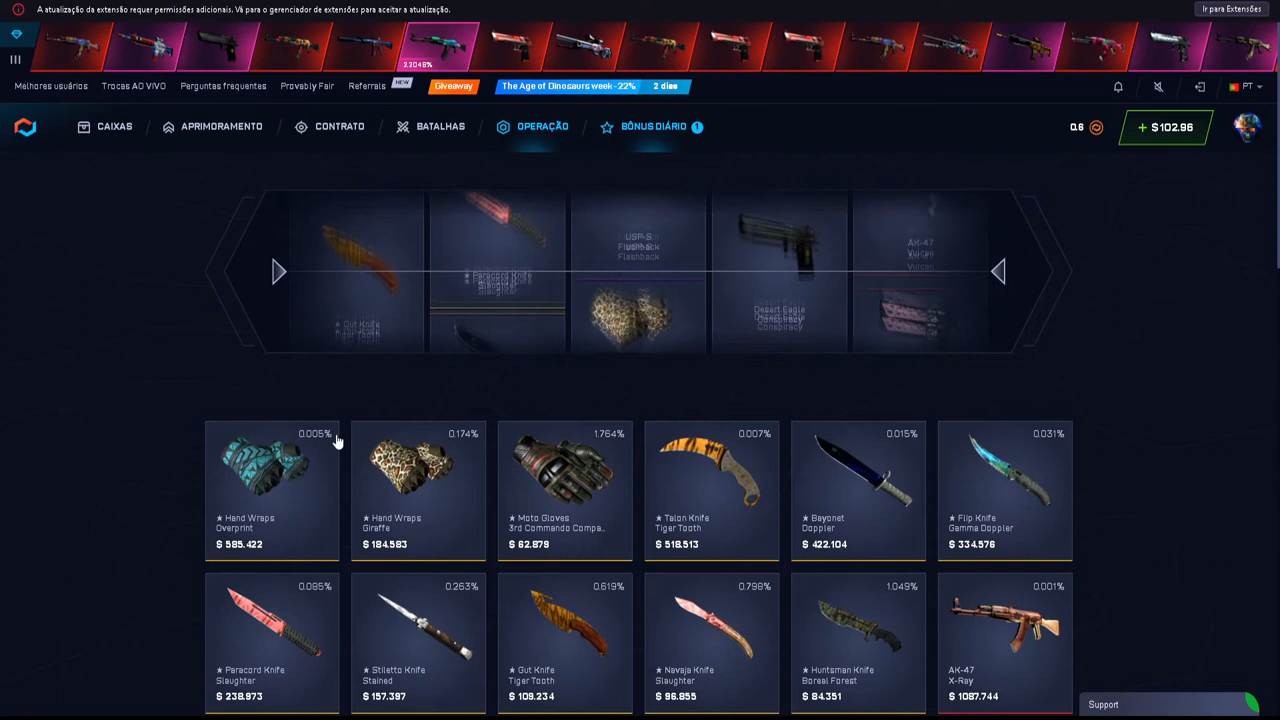 A atualização da extensão requer permissões adicionais. Vá para o gerenciador de extensões para aceitar a atualização.
Ir para Extensões
2.2048%
Melhores usuários
Trocas AO VIVO
Perguntas frequentes
Provably Fair
Referrals
NEW
Giveaway
The Age of Dinosaurs week -22%
2 dias
PT
CAIXAS
APRIMORAMENTO
CONTRATO
BATALHAS
OPERAÇÃO
BÔNUS DIÁRIO 1
0.6
+ $102.96
★ Gut Knife
Tiger Tooth
★ Paracord Knife
Slaughter
USP-S
Flashback
Desert Eagle
Conspiracy
AK-47
Vulcan
0.005%
★ Hand Wraps
Overprint
$ 585.422
0.174%
★ Hand Wraps
Giraffe
$ 184.583
1.764%
★ Moto Gloves
3rd Commando Compa..
$ 62.879
0.007%
★ Talon Knife
Tiger Tooth
$ 518.513
0.015%
★ Bayonet
Doppler
$ 422.104
0.031%
★ Flip Knife
Gamma Doppler
$ 334.576
0.085%
★ Paracord Knife
Slaughter
$ 238.973
0.263%
★ Stiletto Knife
Stained
$ 157.397
0.619%
★ Gut Knife
Tiger Tooth
$ 109.234
0.798%
★ Navaja Knife
Slaughter
$ 96.855
1.049%
★ Huntsman Knife
Boreal Forest
$ 84.351
0.001%
AK-47
X-Ray
$ 1087.744
Support